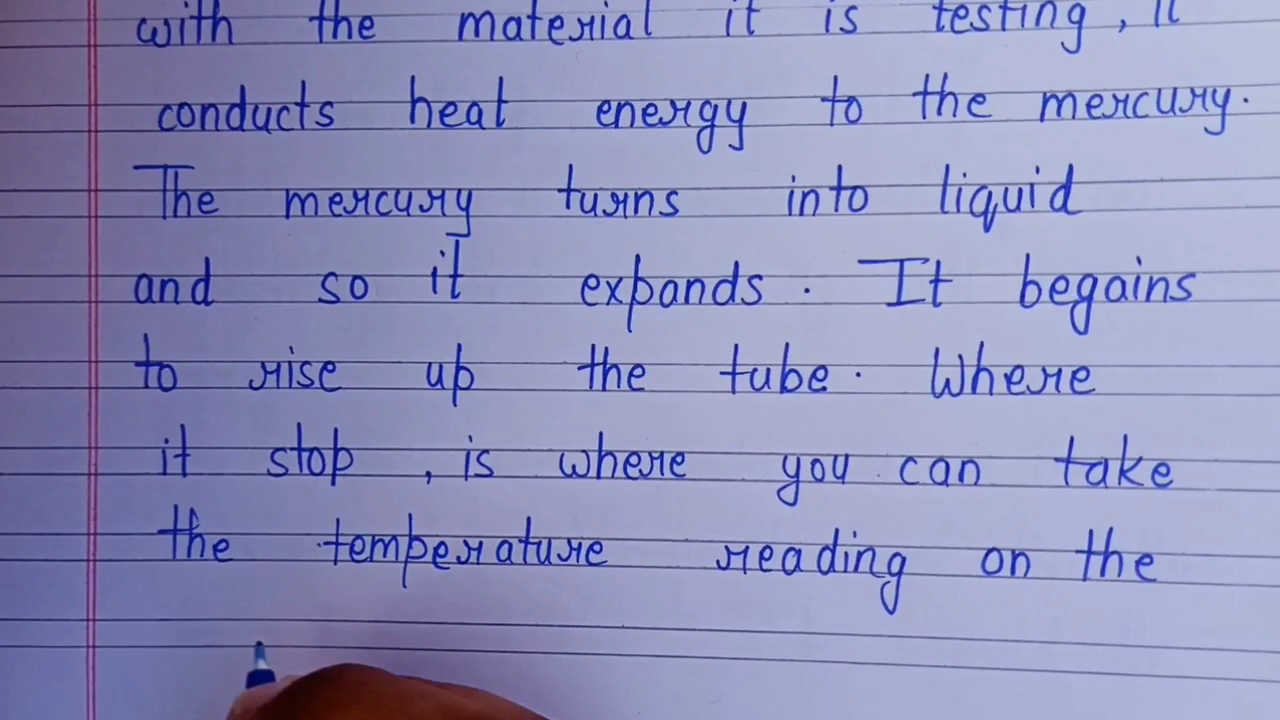 with the material it is testing, it
conducts heat energy to the mercury.
The mercury turns into liquid
and so it expands. It begains
to rise up the tube. Where
it stop, is where you can take
the temperature reading on the